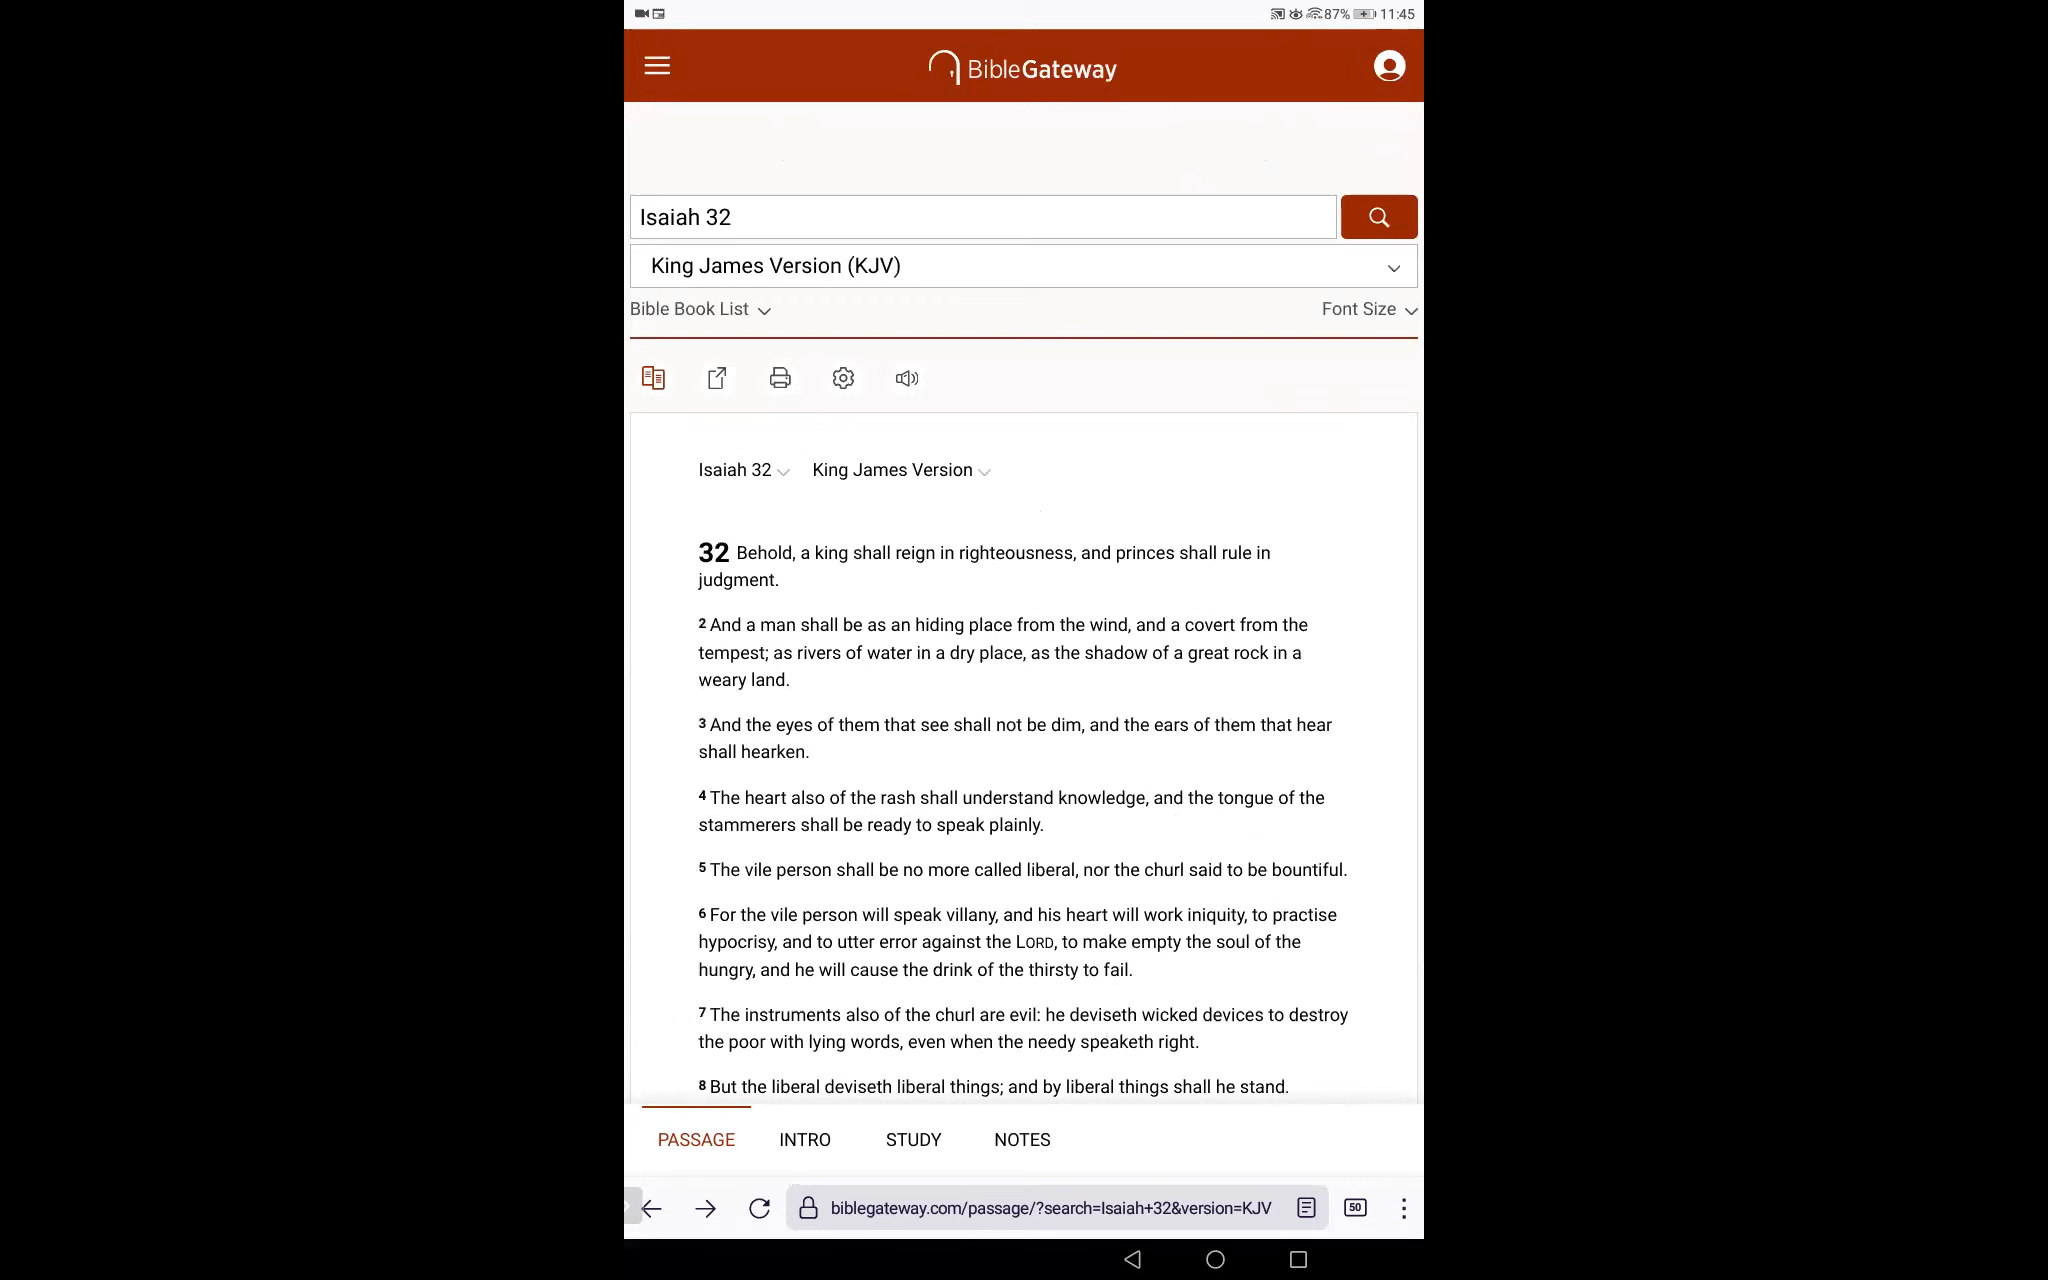 87% 11:45
BibleGateway
Isaiah 32
King James Version (KJV)
Bible Book List Font Size
Isaiah 32 King James Version
32 Behold, a king shall reign in righteousness, and princes shall rule in
judgment.
2 And a man shall be as an hiding place from the wind, and a covert from the
tempest; as rivers of water in a dry place, as the shadow of a great rock in a
weary land.
3 And the eyes of them that see shall not be dim, and the ears of them that hear
shall hearken.
4 The heart also of the rash shall understand knowledge, and the tongue of the
stammerers shall be ready to speak plainly.
5 The vile person shall be no more called liberal, nor the churl said to be bountiful.
6 For the vile person will speak villany, and his heart will work iniquity, to practise
hypocrisy, and to utter error against the LORD, to make empty the soul of the
hungry, and he will cause the drink of the thirsty to fail.
7 The instruments also of the churl are evil: he deviseth wicked devices to destroy
the poor with lying words, even when the needy speaketh right.
8 But the liberal deviseth liberal things; and by liberal things shall he stand.
PASSAGE INTRO STUDY NOTES
biblegateway.com/passage/?search=Isaiah+32&version=KJV 50